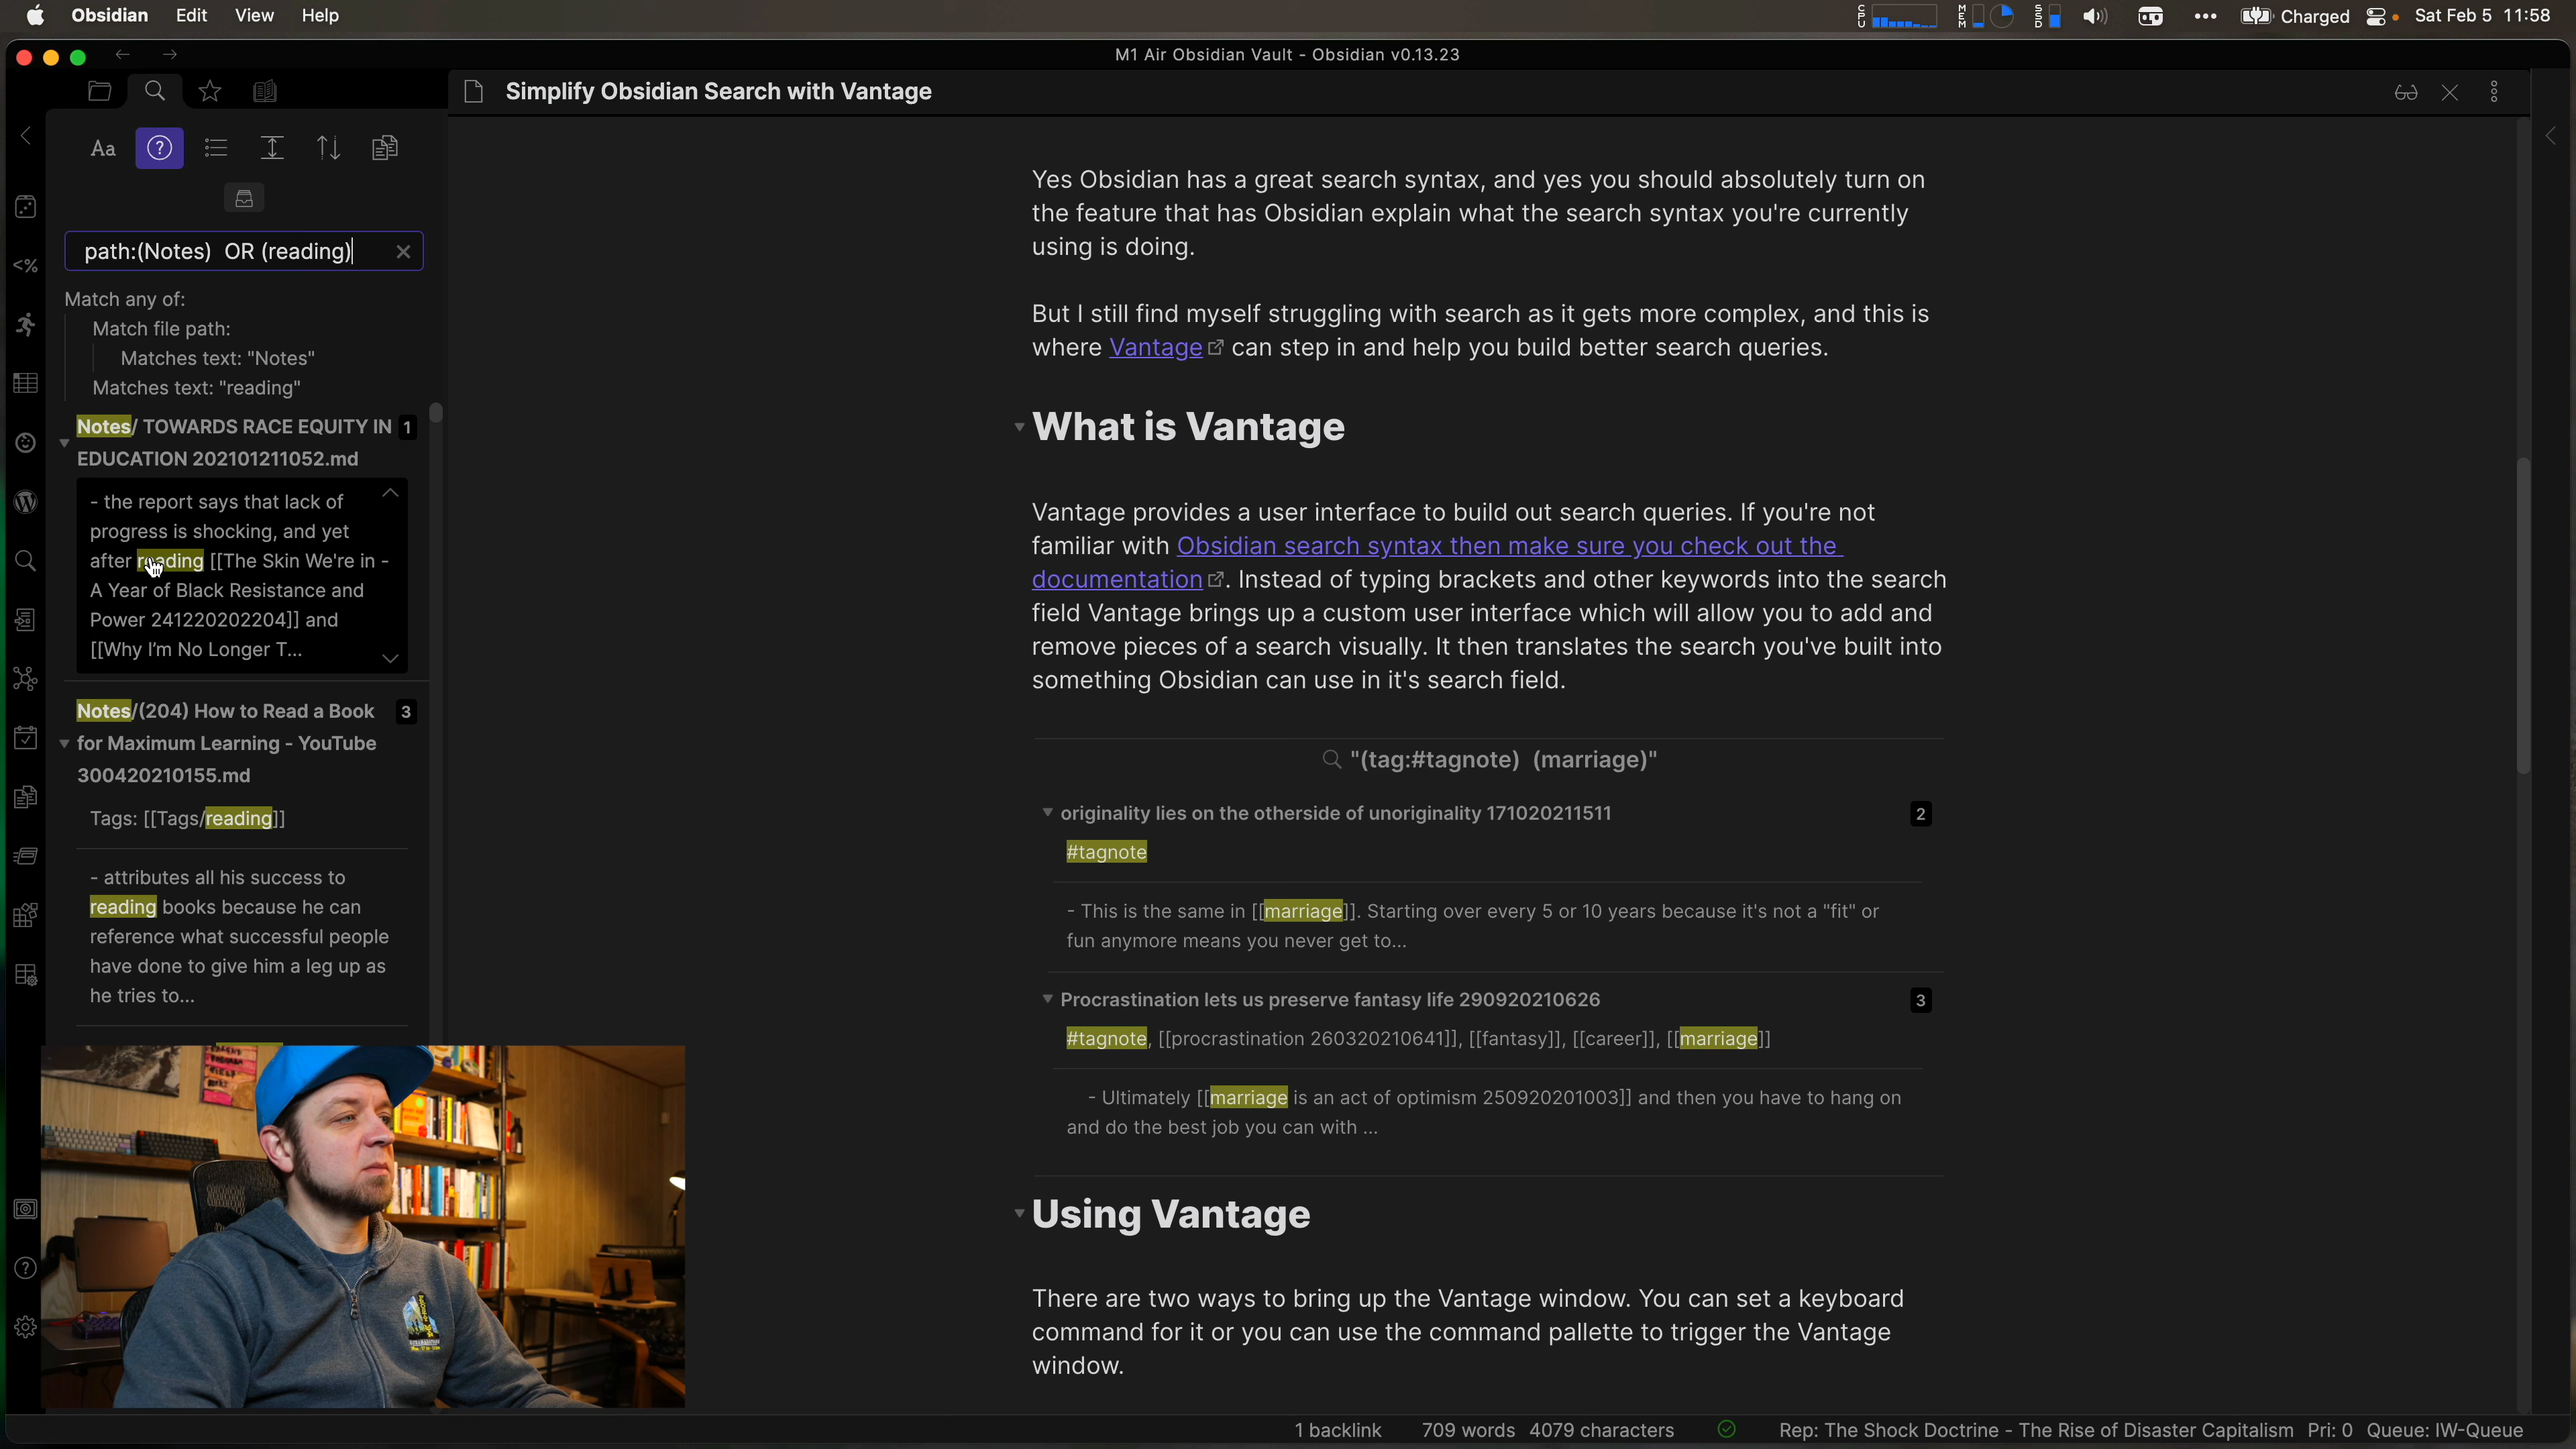 Obsidian Edit View Help
CPU MEM SSD Charged Sat Feb 5 11:58
M1 Air Obsidian Vault - Obsidian v0.13.23
Simplify Obsidian Search with Vantage
Aa
path:(Notes)  OR (reading)
Match any of:
Match file path:
Matches text: "Notes"
Matches text: "reading"
Notes/ TOWARDS RACE EQUITY IN 1
EDUCATION 202101211052.md
- the report says that lack of
progress is shocking, and yet
after reading [[The Skin We're in -
A Year of Black Resistance and
Power 241220202204]] and
[[Why I'm No Longer T...
Notes/(204) How to Read a Book 3
for Maximum Learning - YouTube
300420210155.md
Tags: [[Tags/reading]]
- attributes all his success to
reading books because he can
reference what successful people
have done to give him a leg up as
he tries to...
Yes Obsidian has a great search syntax, and yes you should absolutely turn on
the feature that has Obsidian explain what the search syntax you're currently
using is doing.
But I still find myself struggling with search as it gets more complex, and this is
where Vantage can step in and help you build better search queries.
What is Vantage
Vantage provides a user interface to build out search queries. If you're not
familiar with Obsidian search syntax then make sure you check out the
documentation. Instead of typing brackets and other keywords into the search
field Vantage brings up a custom user interface which will allow you to add and
remove pieces of a search visually. It then translates the search you've built into
something Obsidian can use in it's search field.
"(tag:#tagnote)  (marriage)"
originality lies on the otherside of unoriginality 171020211511 2
#tagnote
- This is the same in [[marriage]]. Starting over every 5 or 10 years because it's not a "fit" or
fun anymore means you never get to...
Procrastination lets us preserve fantasy life 290920210626 3
#tagnote, [[procrastination 260320210641]], [[fantasy]], [[career]], [[marriage]]
- Ultimately [[marriage is an act of optimism 250920201003]] and then you have to hang on
and do the best job you can with ...
Using Vantage
There are two ways to bring up the Vantage window. You can set a keyboard
command for it or you can use the command pallette to trigger the Vantage
window.
1 backlink 709 words 4079 characters Rep: The Shock Doctrine - The Rise of Disaster Capitalism Pri: 0 Queue: IW-Queue